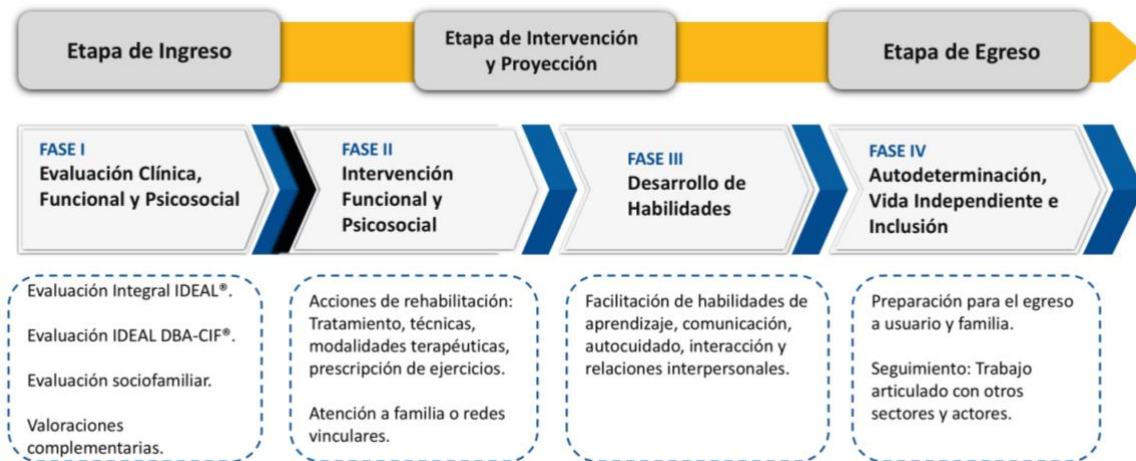 Etapa de Ingreso
Etapa de Intervención
y Proyección
Etapa de Egreso
FASE I
Evaluación Clínica,
Funcional y Psicosocial
FASE II
Intervención
Funcional y
Psicosocial
FASE III
Desarrollo de
Habilidades
FASE IV
Autodeterminación,
Vida Independiente e
Inclusión
Evaluación Integral IDEAL®.
Evaluación IDEAL DBA-CIF®.
Evaluación sociofamiliar.
Valoraciones
complementarias.
Acciones de rehabilitación:
Tratamiento, técnicas,
modalidades terapéuticas,
prescripción de ejercicios.
Atención a familia o redes
vinculares.
Facilitación de habilidades de
aprendizaje, comunicación,
autocuidado, interacción y
relaciones interpersonales.
Preparación para el egreso
a usuario y familia.
Seguimiento: Trabajo
articulado con otros
sectores y actores.